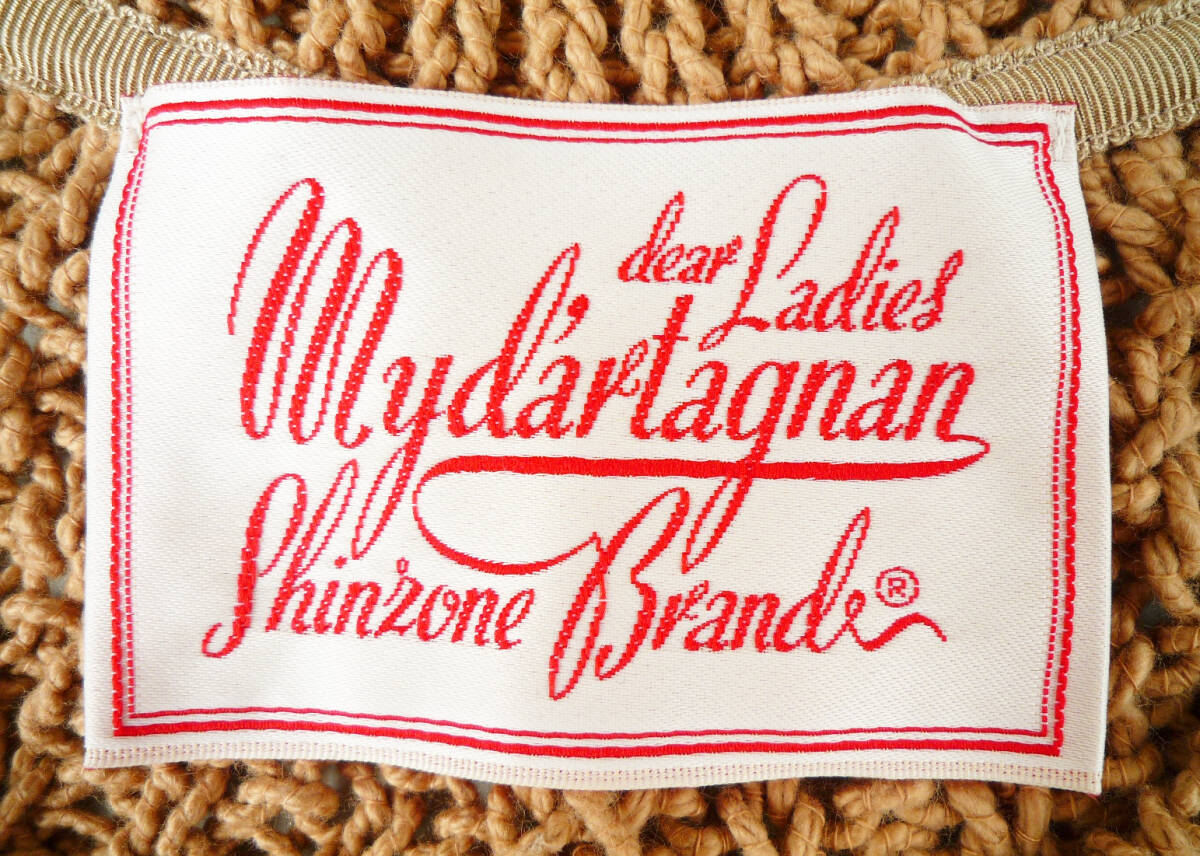 dear Ladies
Myd'artagnan
Shinzone Brand ®